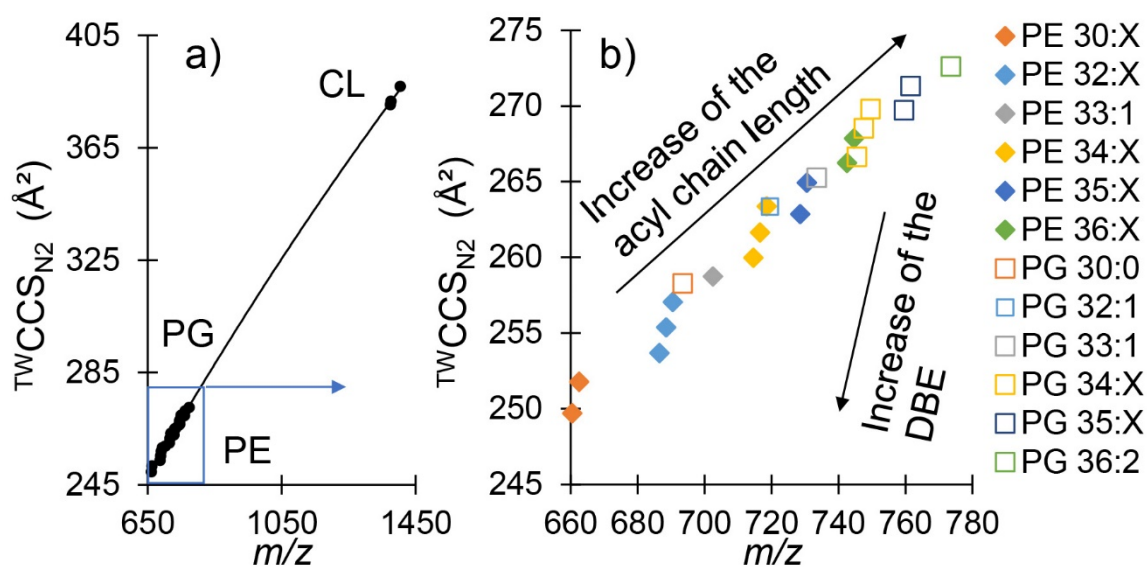 a)
405
365
325
285
245
650
1050
1450
m/z
TWCCSN2 (Å²)
CL
PG
PE
b)
275
270
265
260
255
250
245
660
680
700
720
740
760
780
m/z
TWCCSN2 (Å²)
Increase of the
acyl chain length
Increase of the
DBE
PE 30:X
PE 32:X
PE 33:1
PE 34:X
PE 35:X
PE 36:X
PG 30:0
PG 32:1
PG 33:1
PG 34:X
PG 35:X
PG 36:2